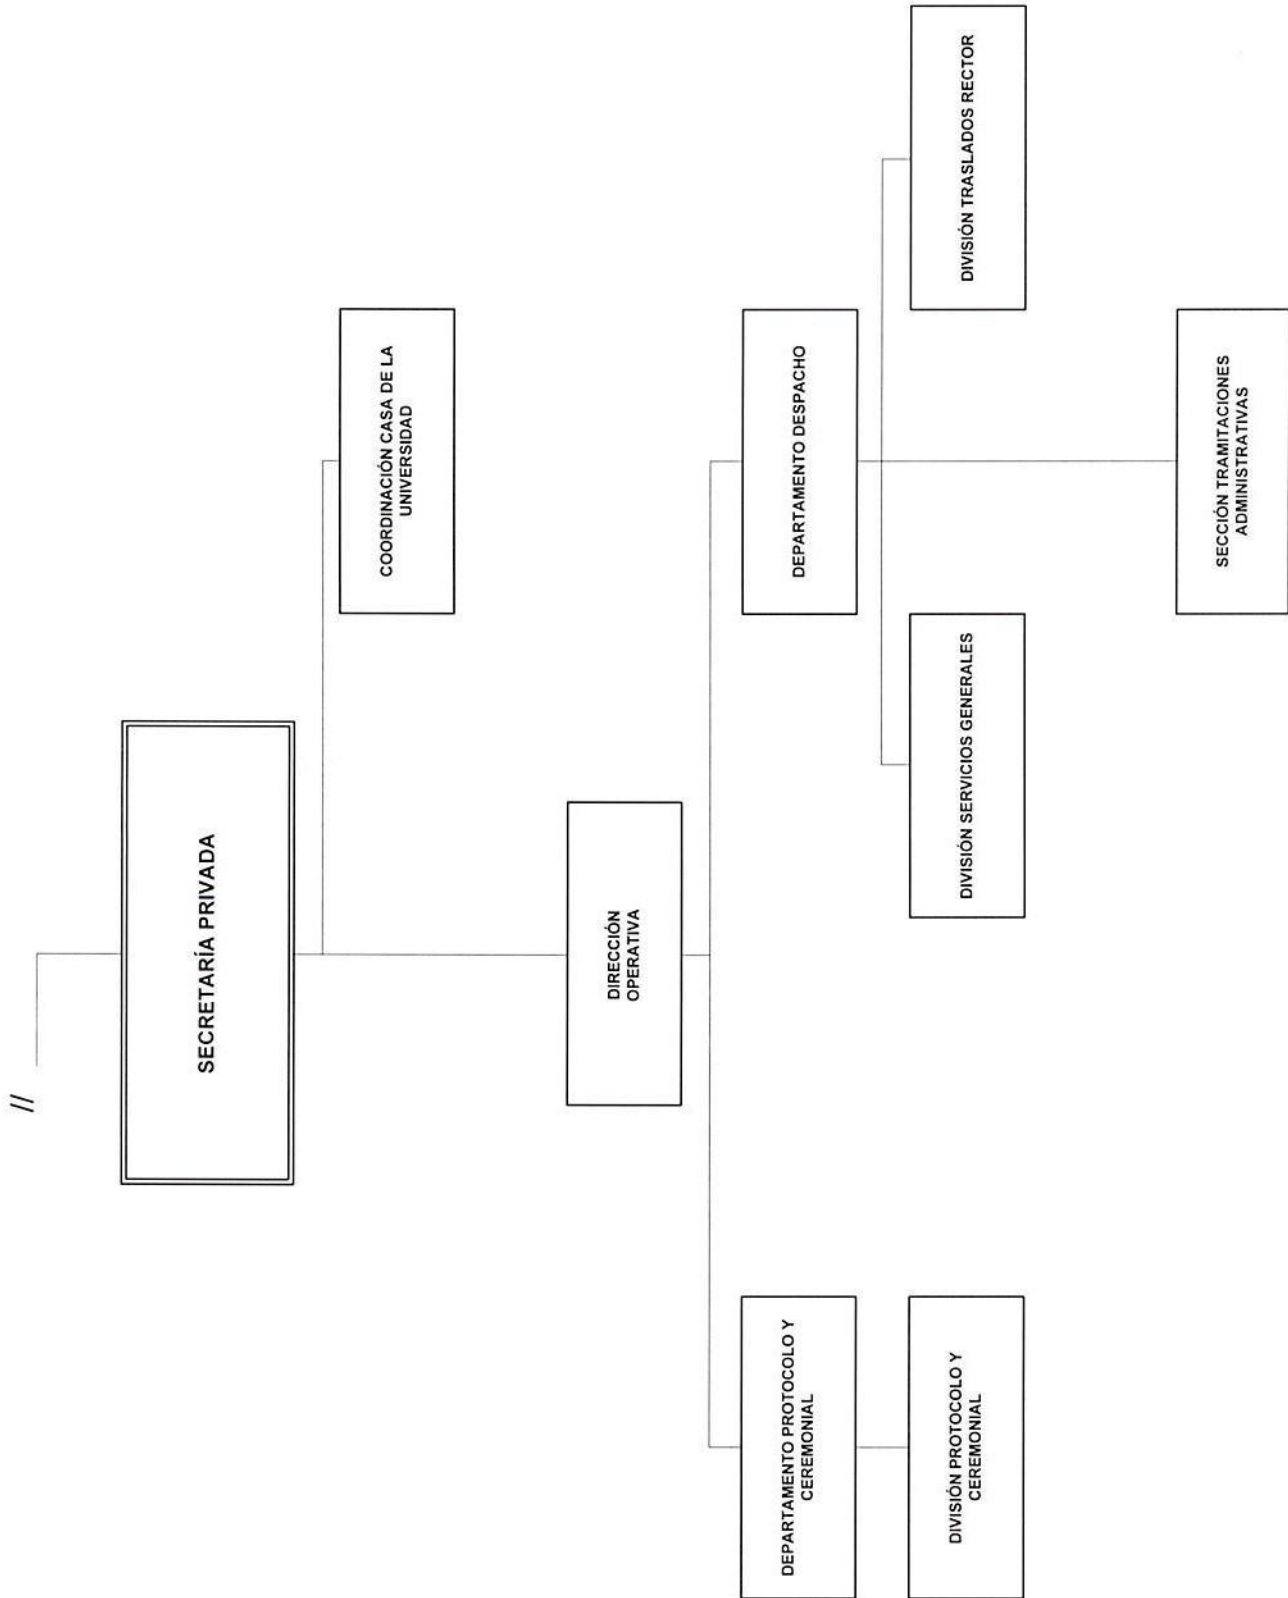 //
SECRETARÍA PRIVADA
COORDINACIÓN CASA DE LA
UNIVERSIDAD
DIRECCIÓN
OPERATIVA
DEPARTAMENTO PROTOCOLO Y
CEREMONIAL
DEPARTAMENTO DESPACHO
DIVISIÓN PROTOCOLO Y
CEREMONIAL
DIVISIÓN SERVICIOS GENERALES
DIVISIÓN TRASLADOS RECTOR
SECCIÓN TRAMITACIONES
ADMINISTRATIVAS